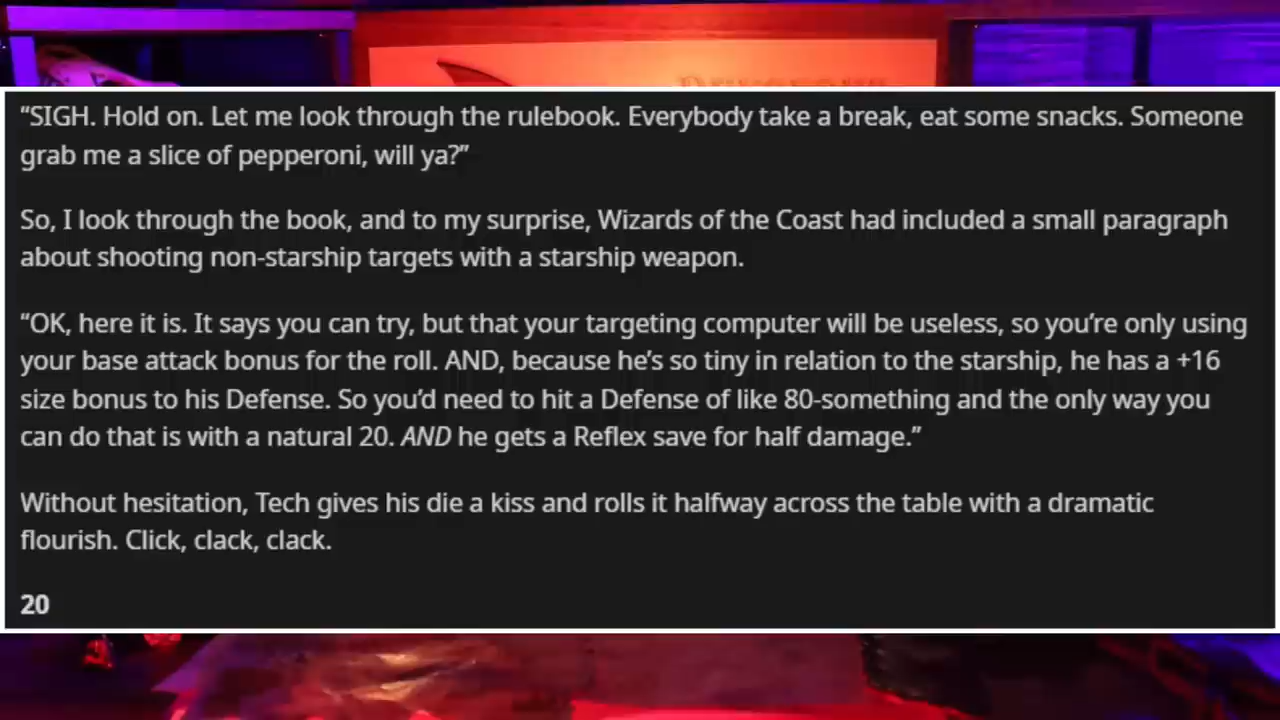 “SIGH. Hold on. Let me look through the rulebook. Everybody take a break, eat some snacks. Someone
grab me a slice of pepperoni, will ya?”
So, I look through the book, and to my surprise, Wizards of the Coast had included a small paragraph
about shooting non-starship targets with a starship weapon.
“OK, here it is. It says you can try, but that your targeting computer will be useless, so you’re only using
your base attack bonus for the roll. AND, because he’s so tiny in relation to the starship, he has a +16
size bonus to his Defense. So you’d need to hit a Defense of like 80-something and the only way you
can do that is with a natural 20. AND he gets a Reflex save for half damage.”
Without hesitation, Tech gives his die a kiss and rolls it halfway across the table with a dramatic
flourish. Click, clack, clack.
20